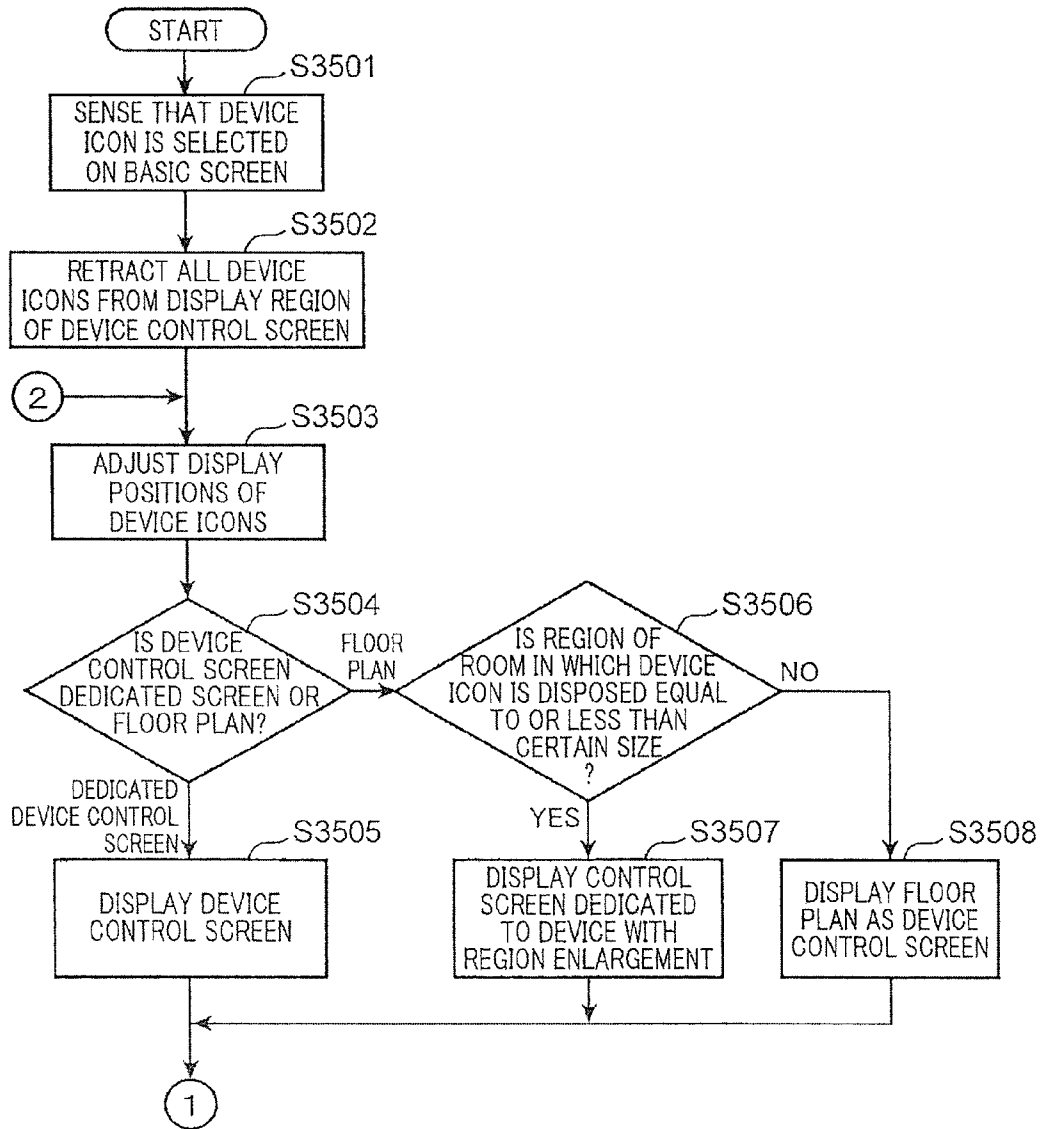 START
S3501
SENSE THAT DEVICE
ICON IS SELECTED
ON BASIC SCREEN
S3502
RETRACT ALL DEVICE
ICONS FROM DISPLAY REGION
OF DEVICE CONTROL SCREEN
2
S3503
ADJUST DISPLAY
POSITIONS OF
DEVICE ICONS
S3504
IS DEVICE
CONTROL SCREEN
DEDICATED SCREEN OR
FLOOR PLAN?
FLOOR
PLAN
S3506
IS REGION OF
ROOM IN WHICH DEVICE
ICON IS DISPOSED EQUAL
TO OR LESS THAN
CERTAIN SIZE
?
NO
DEDICATED
DEVICE CONTROL
SCREEN
YES
S3505
DISPLAY DEVICE
CONTROL SCREEN
S3507
DISPLAY CONTROL
SCREEN DEDICATED
TO DEVICE WITH
REGION ENLARGEMENT
S3508
DISPLAY FLOOR
PLAN AS DEVICE
CONTROL SCREEN
1